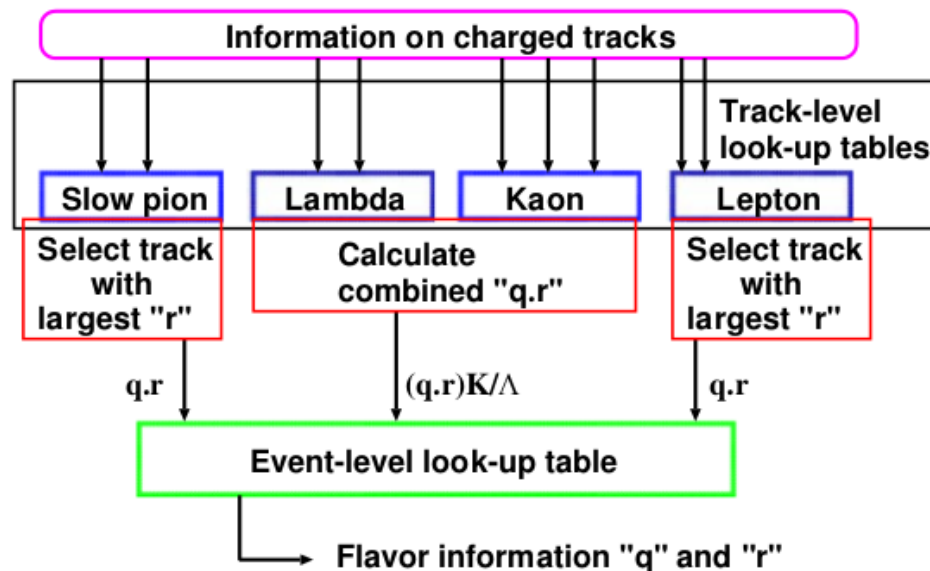 Information on charged tracks
Track-level
look-up tables
Slow pion
Lambda
Kaon
Lepton
Select track
with
largest "r"
Calculate
combined "q.r"
Select track
with
largest "r"
q.r
(q.r)K/Λ
q.r
Event-level look-up table
Flavor information "q" and "r"